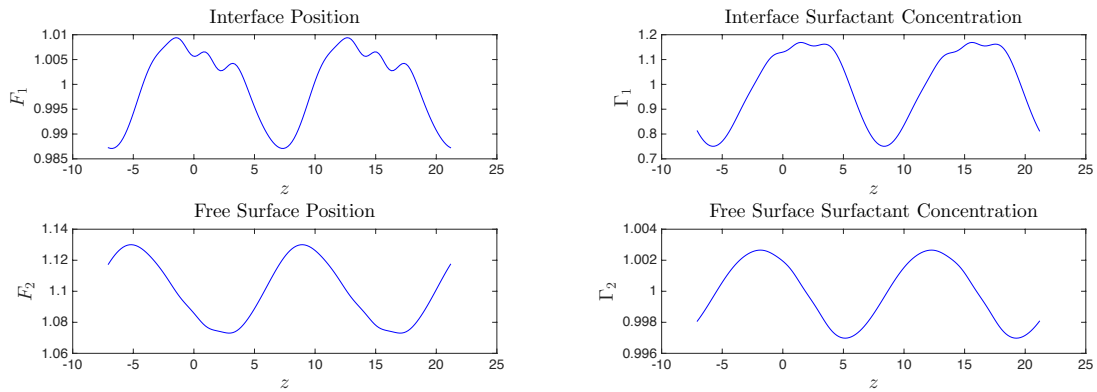 Interface Position
1.01
1.005
1
0.995
0.99
0.985
F₁
-10 -5 0 5 10 15 20 25
z
Interface Surfactant Concentration
1.2
1.1
1
0.9
0.8
0.7
Γ₁
-10 -5 0 5 10 15 20 25
z
Free Surface Position
1.14
1.12
1.1
1.08
1.06
F₂
-10 -5 0 5 10 15 20 25
z
Free Surface Surfactant Concentration
1.004
1.002
1
0.998
0.996
Γ₂
-10 -5 0 5 10 15 20 25
z